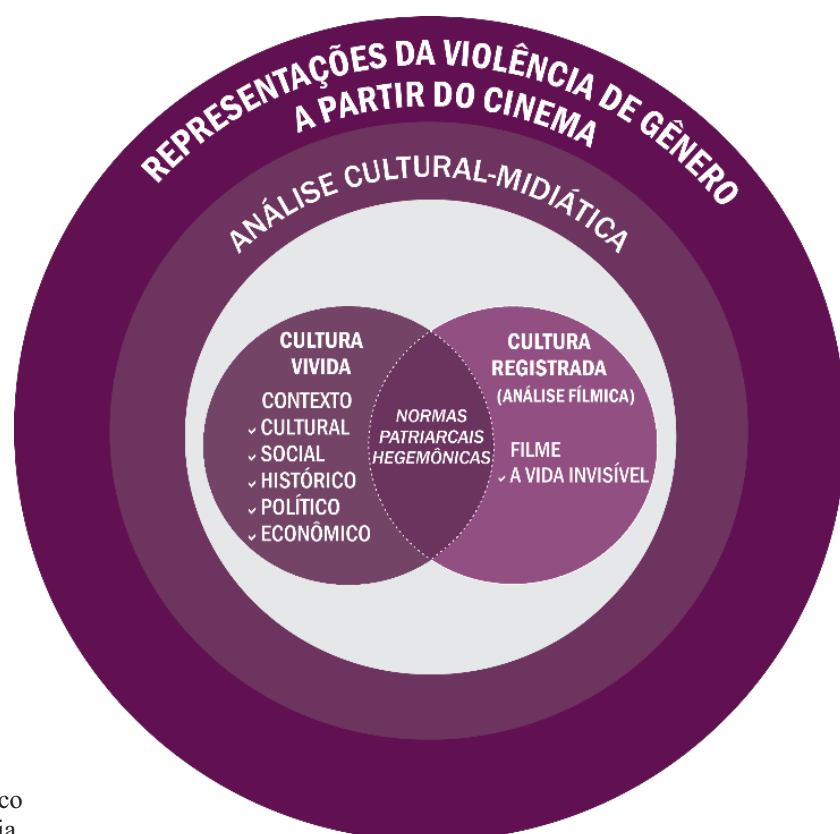 REPRESENTAÇÕES DA VIOLÊNCIA DE GÊNERO
A PARTIR DO CINEMA
ANÁLISE CULTURAL-MIDIÁTICA
CULTURA
VIVIDA
CONTEXTO
✓ CULTURAL
✓ SOCIAL
✓ HISTÓRICO
✓ POLÍTICO
✓ ECONÔMICO
NORMAS
PATRIARCAIS
HEGEMÔNICAS
CULTURA
REGISTRADA
(ANÁLISE FÍLMICA)
FILME
✓ A VIDA INVISÍVEL
co